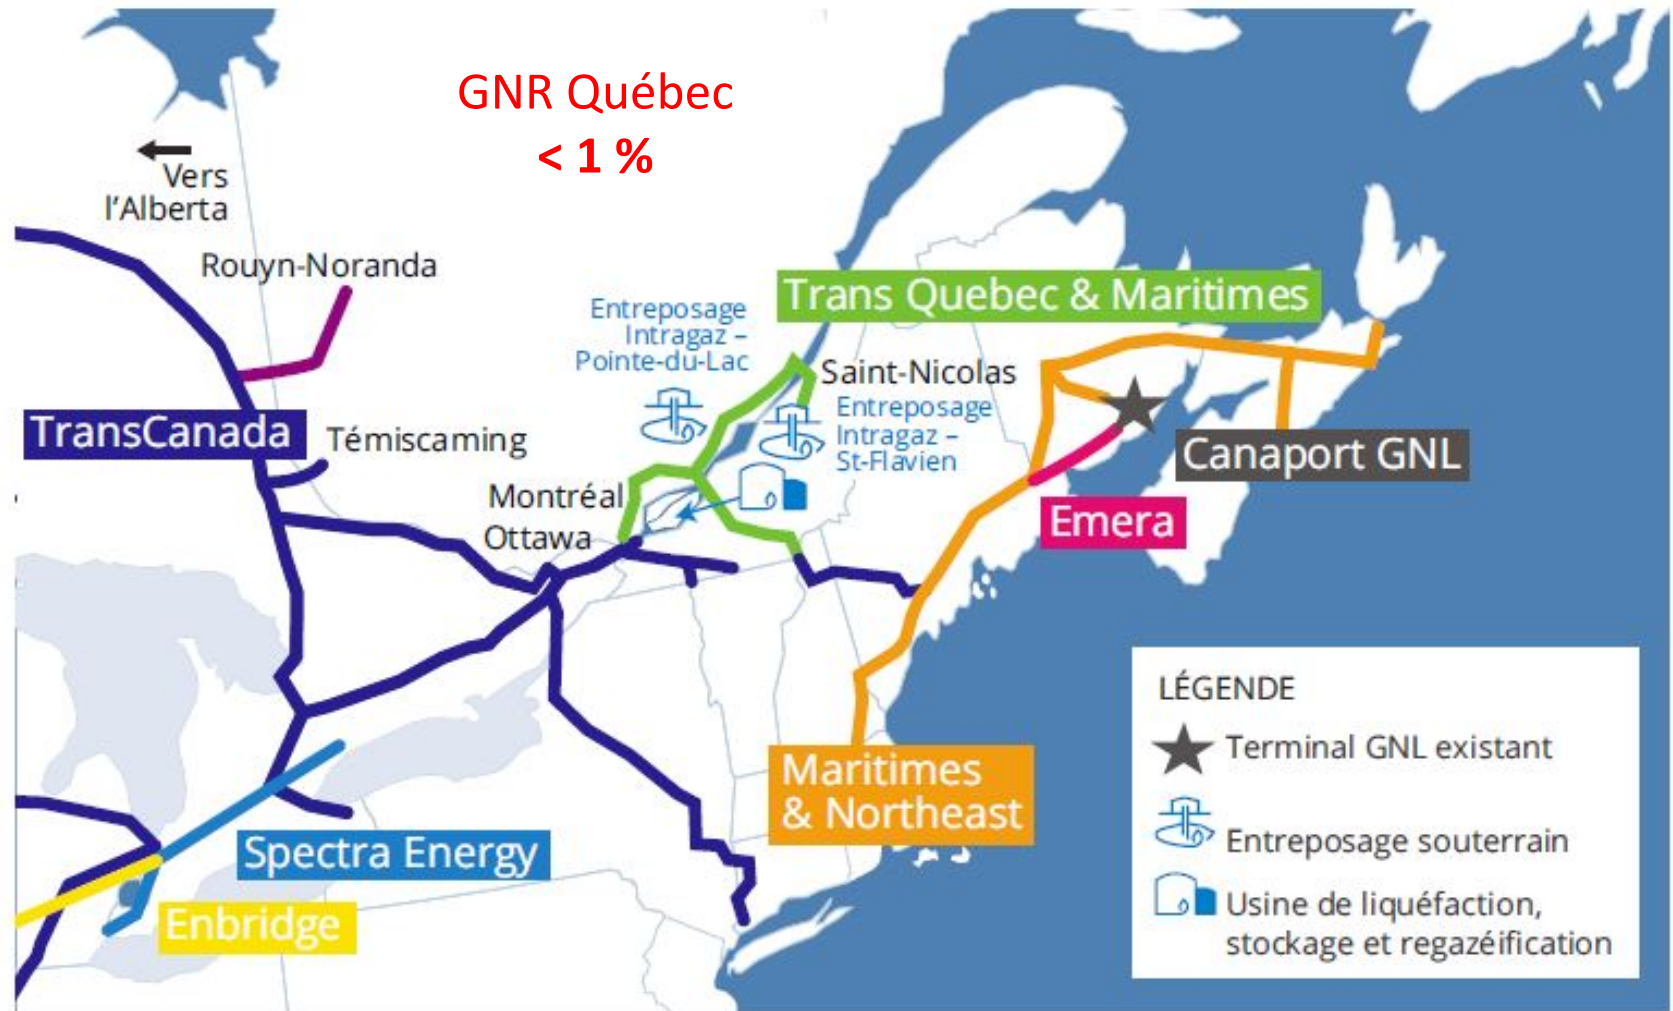 GNR Québec
< 1 %
Vers
l'Alberta
Rouyn-Noranda
Entreposage
Intragaz –
Pointe-du-Lac
Trans Quebec & Maritimes
Saint-Nicolas
Entreposage
Intragaz –
St-Flavien
TransCanada
Témiscaming
Canaport GNL
Montréal
Ottawa
Emera
Maritimes
& Northeast
Spectra Energy
Enbridge
LÉGENDE
Terminal GNL existant
Entreposage souterrain
Usine de liquéfaction,
stockage et regazéification